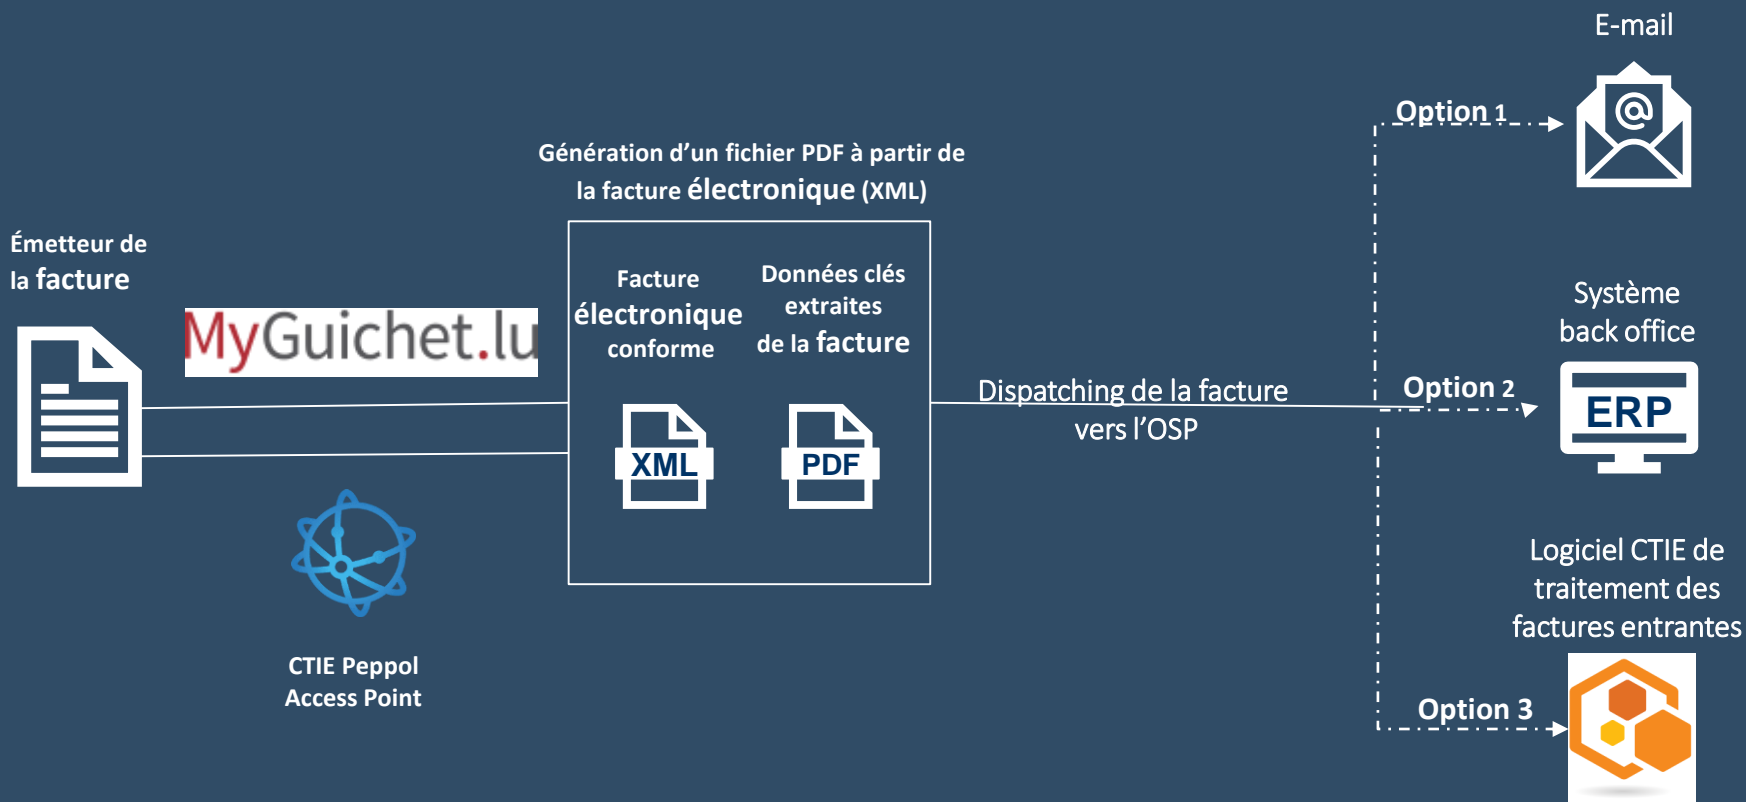 Émetteur de
la facture
MyGuichet.lu
CTIE Peppol
Access Point
Génération d’un fichier PDF à partir de
la facture électronique (XML)
Facture
électronique
conforme
XML
Données clés
extraites
de la facture
PDF
Dispatching de la facture
vers l’OSP
Option 1
E-mail
@
Option 2
Système
back office
ERP
Option 3
Logiciel CTIE de
traitement des
factures entrantes